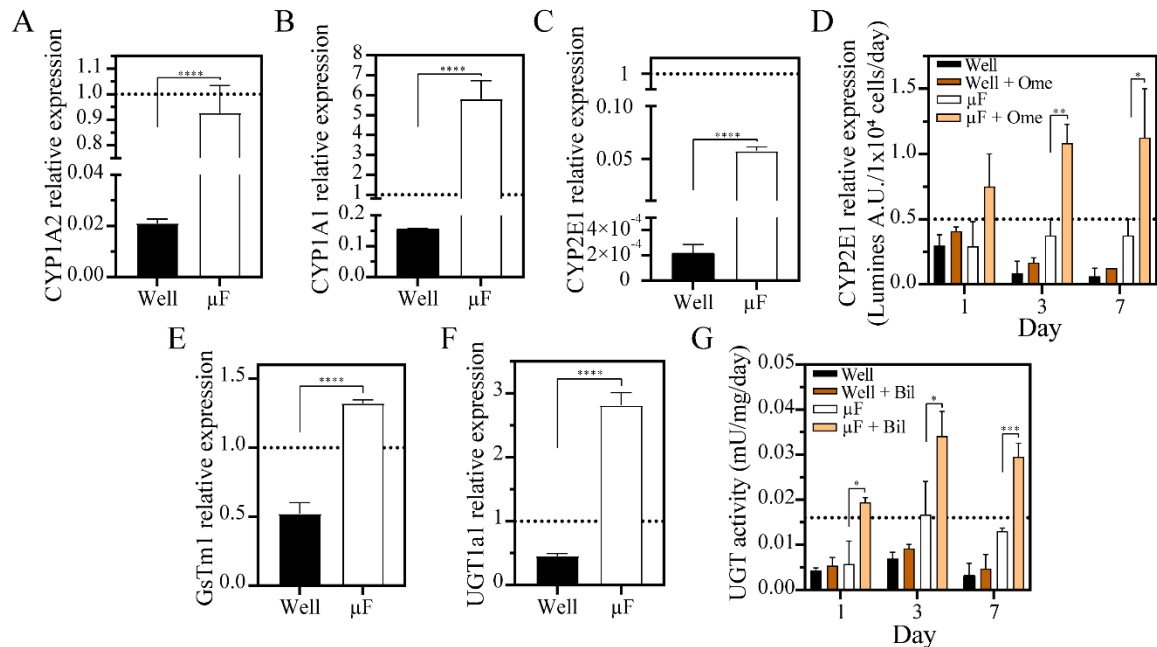 A
CYP1A2 relative expression
1.1
1.0
0.9
0.8
0.04
0.02
0.00
****
Well
µF
B
CYP1A1 relative expression
8
7
6
5
4
3
2
1
0.2
0.15
0.1
0.0
****
Well
µF
C
CYP2E1 relative expression
1
0.10
0.05
4×10⁻⁴
2×10⁻⁴
0
****
Well
µF
D
CYP2E1 relative expression
(Lumines A.U./1x10⁴ cells/day)
1.5
1.0
0.5
0.0
Well
Well + Ome
µF
µF + Ome
**
*
1
3
7
Day
E
GsTm1 relative expression
1.5
1.0
0.5
0.0
****
Well
µF
F
UGT1a1 relative expression
3
2
1
0
****
Well
µF
G
UGT activity (mU/mg/day)
0.05
0.040
0.030
0.02
0.01
0.00
Well
Well + Bil
µF
µF + Bil
*
*
***
1
3
7
Day